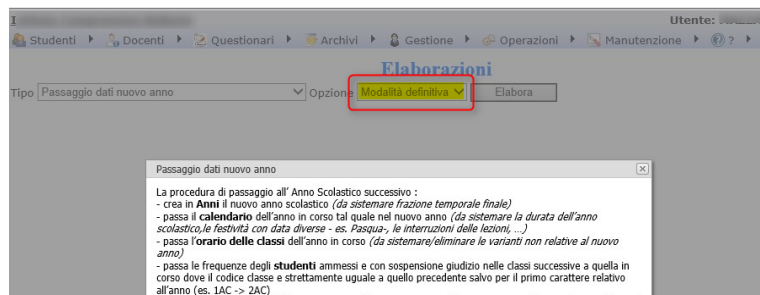 I
Utente:
Studenti Docenti Questionari Archivi Gestione Operazioni Manutenzione ?
Elaborazioni
Tipo Passaggio dati nuovo anno Opzione Modalità definitiva Elabora
Passaggio dati nuovo anno
La procedura di passaggio all' Anno Scolastico successivo :
- crea in Anni il nuovo anno scolastico (da sistemare frazione temporale finale)
- passa il calendario dell'anno in corso tal quale nel nuovo anno (da sistemare la durata dell'anno
scolastico,le festività con data diverse - es. Pasqua-, le interruzioni delle lezioni, ...)
- passa l'orario delle classi dell'anno in corso (da sistemare/eliminare le varianti non relative al nuovo
anno)
- passa le frequenze degli studenti ammessi e con sospensione giudizio nelle classi successive a quella in
corso dove il codice classe e strettamente uguale a quello precedente salvo per il primo carattere relativo
all'anno (es. 1AC -> 2AC)